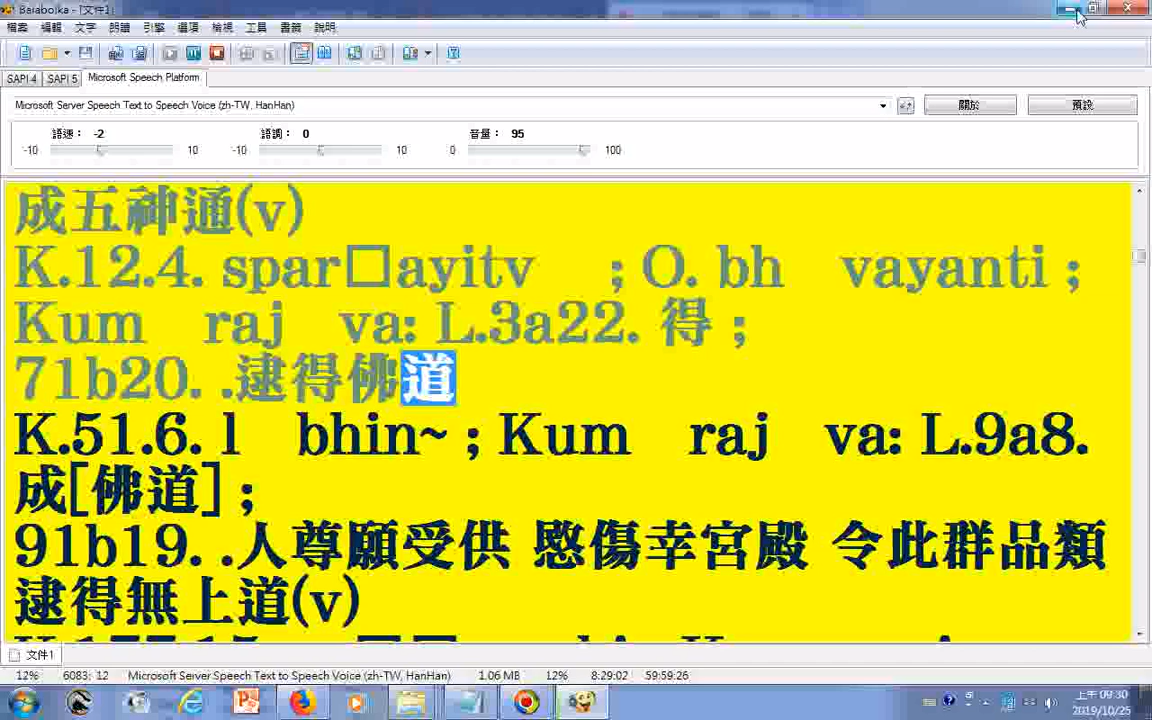 Balabolka - [文件1]
檔案 編輯 文字 朗讀 引擎 選項 檢視 工具 書籤 說明
SAPI 4 SAPI 5 Microsoft Speech Platform
Microsoft Server Speech Text to Speech Voice (zh-TW, HanHan) 關於 預設
語速： -2 語調： 0 音量： 95
-10 10 -10 10 0 100
成五神通(v)
K.12.4. spar□ayitv ; O. bh vayanti ;
Kum raj va: L.3a22. 得 ;
71b20. .逮得佛道
K.51.6. l bhin~ ; Kum raj va: L.9a8.
成[佛道] ;
91b19. .人尊願受供 愍傷幸宮殿 令此群品類
逮得無上道(v)
文件1
12% 6083: 12 Microsoft Server Speech Text to Speech Voice (zh-TW, HanHan) 1.06 MB 12% 8:29:02 59:59:26
上午 09:30
2019/10/25